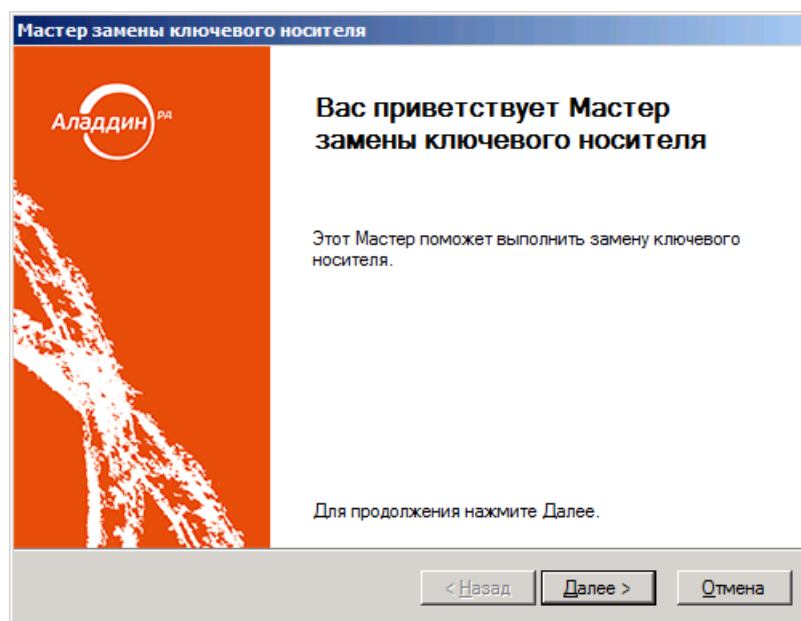 Мастер замены ключевого носителя
Аладдин РД
Вас приветствует Мастер
замены ключевого носителя
Этот Мастер поможет выполнить замену ключевого
носителя.
Для продолжения нажмите Далее.
< Назад
Далее >
Отмена